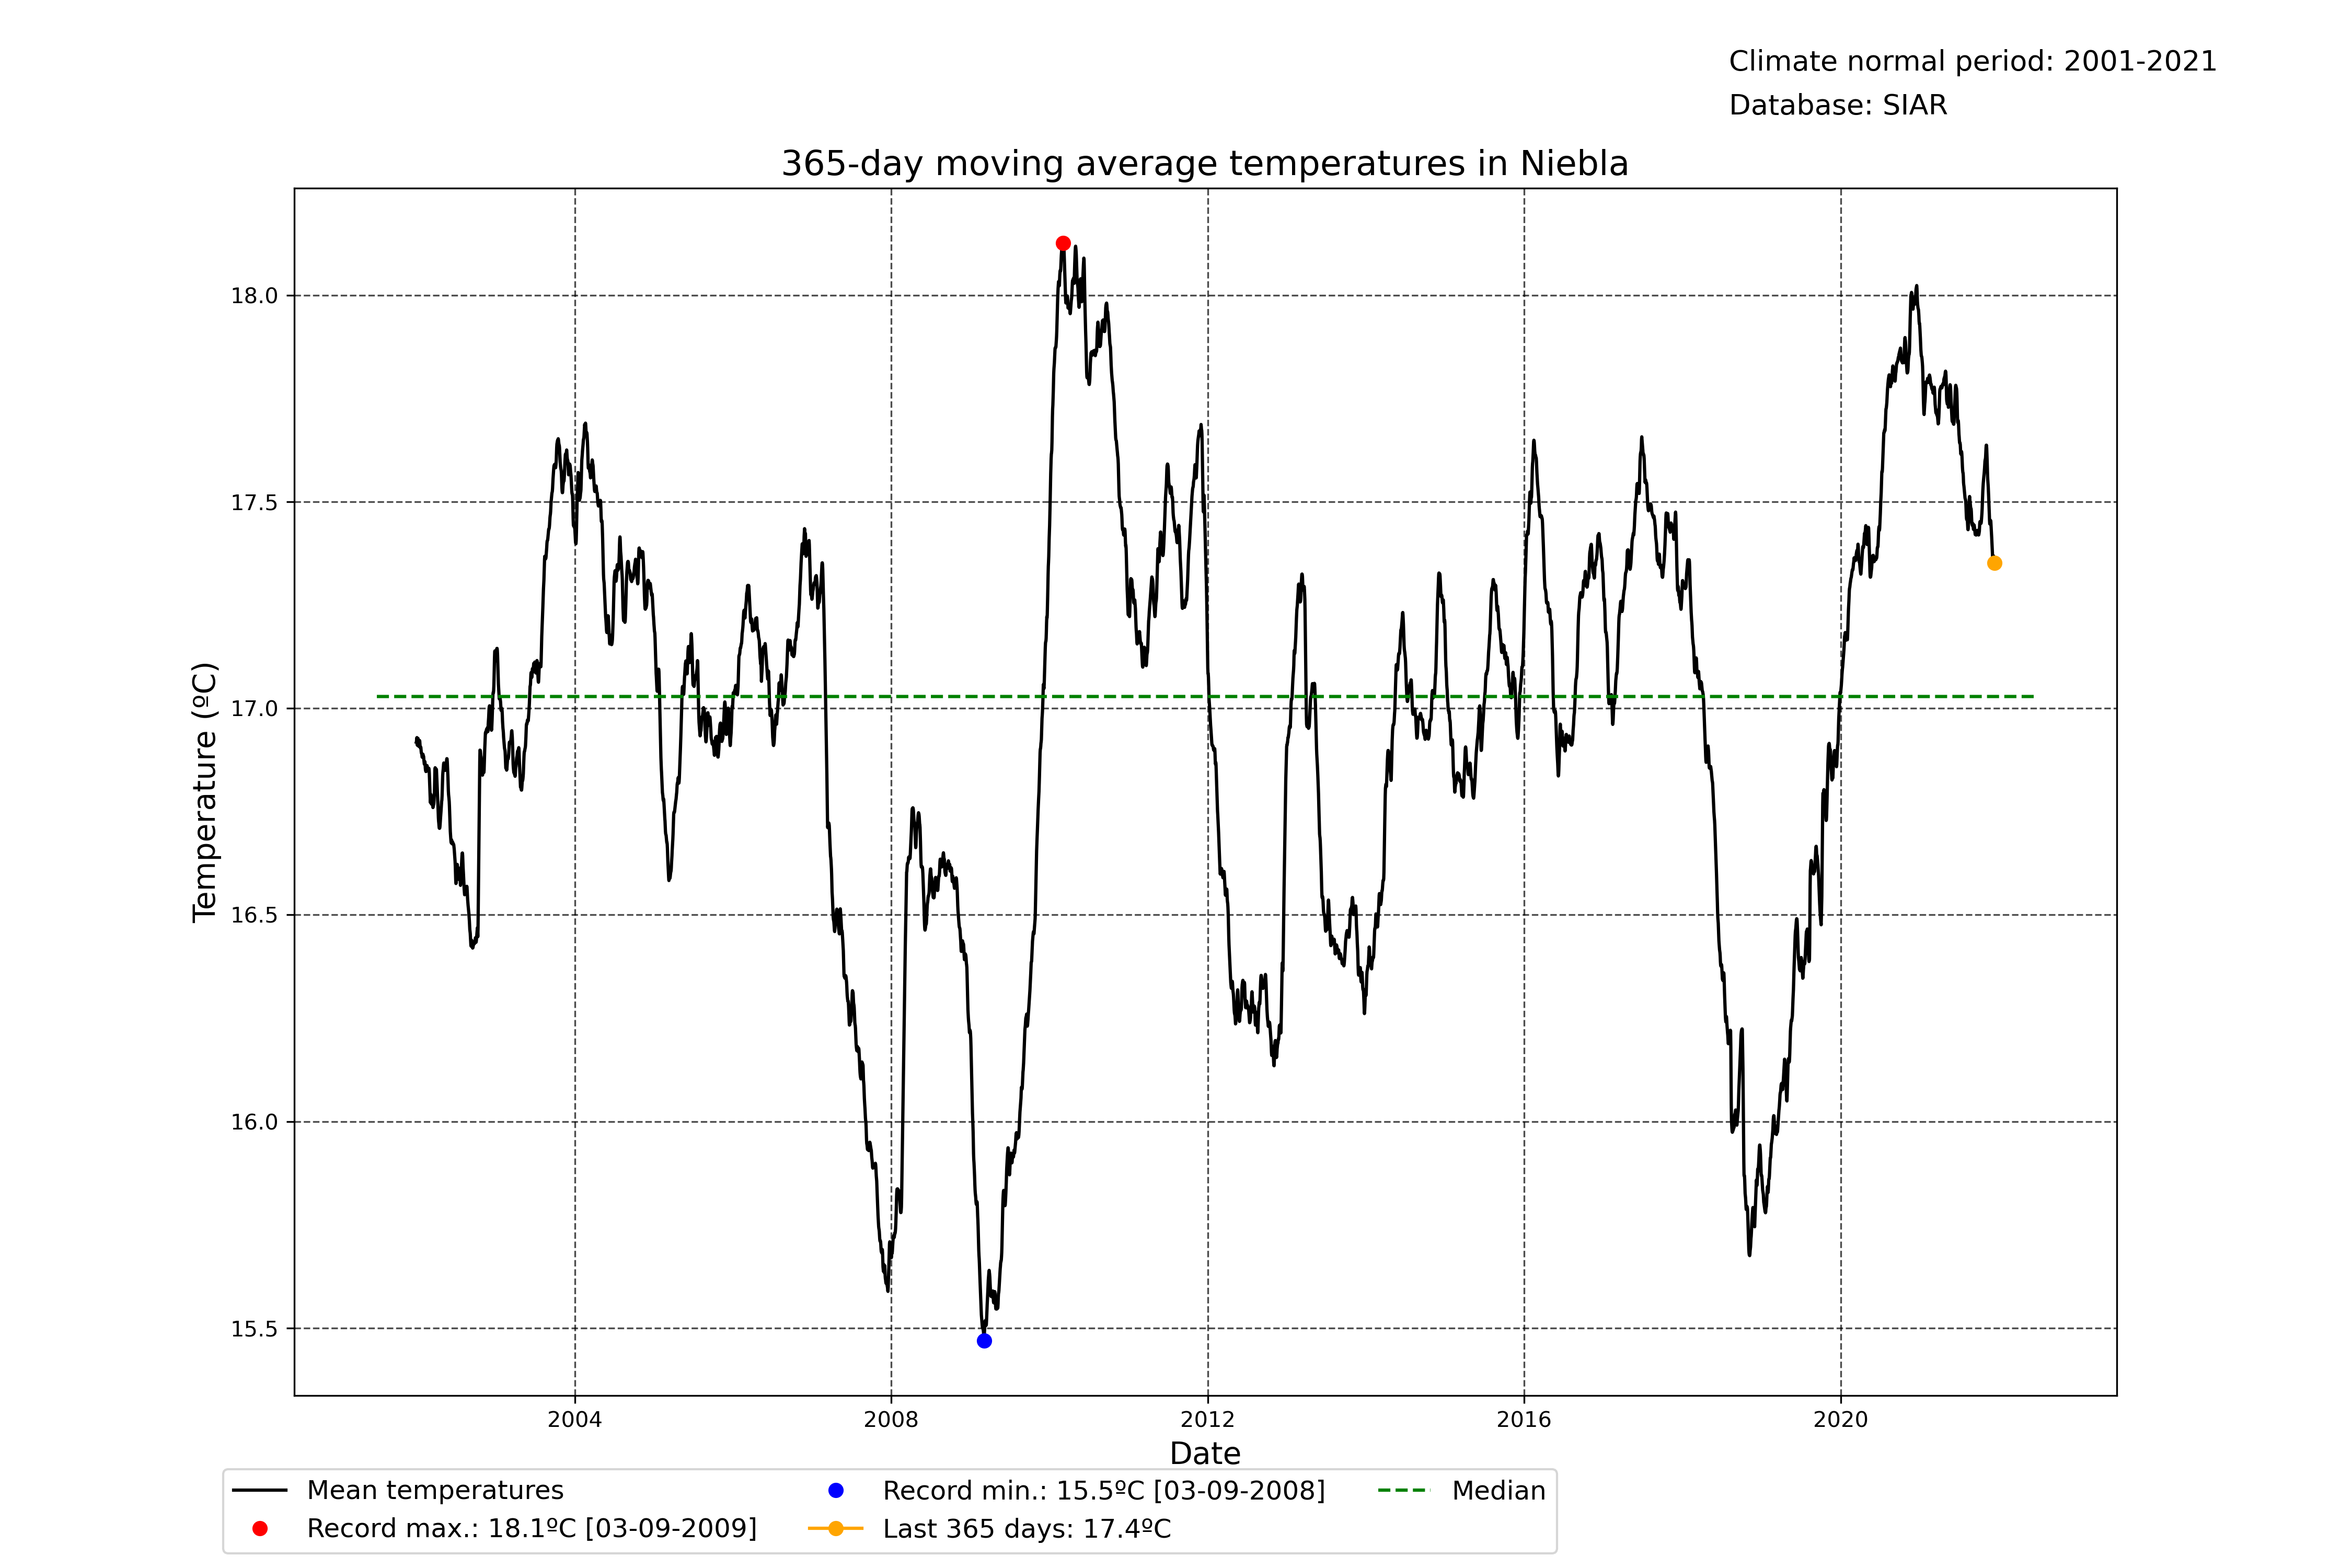 Climate normal period: 2001-2021
Database: SIAR
365-day moving average temperatures in Niebla
18.0
17.5
17.0
16.5
16.0
15.5
Temperature (ºC)
2004 2008 2012 2016 2020
Date
Mean temperatures
Record max.: 18.1ºC [03-09-2009]
Record min.: 15.5ºC [03-09-2008]
Last 365 days: 17.4ºC
Median